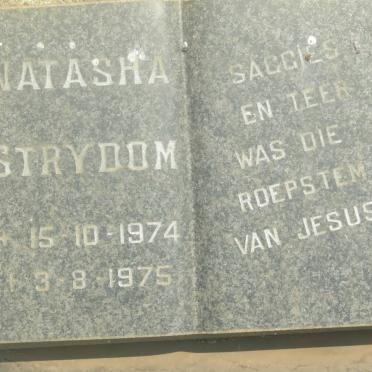 NATASHA
STRYDOM
* 15-10-1974
† 3-8-1975
SAGGIES
EN TEER
WAS DIE
ROEPSTEM
VAN JESUS